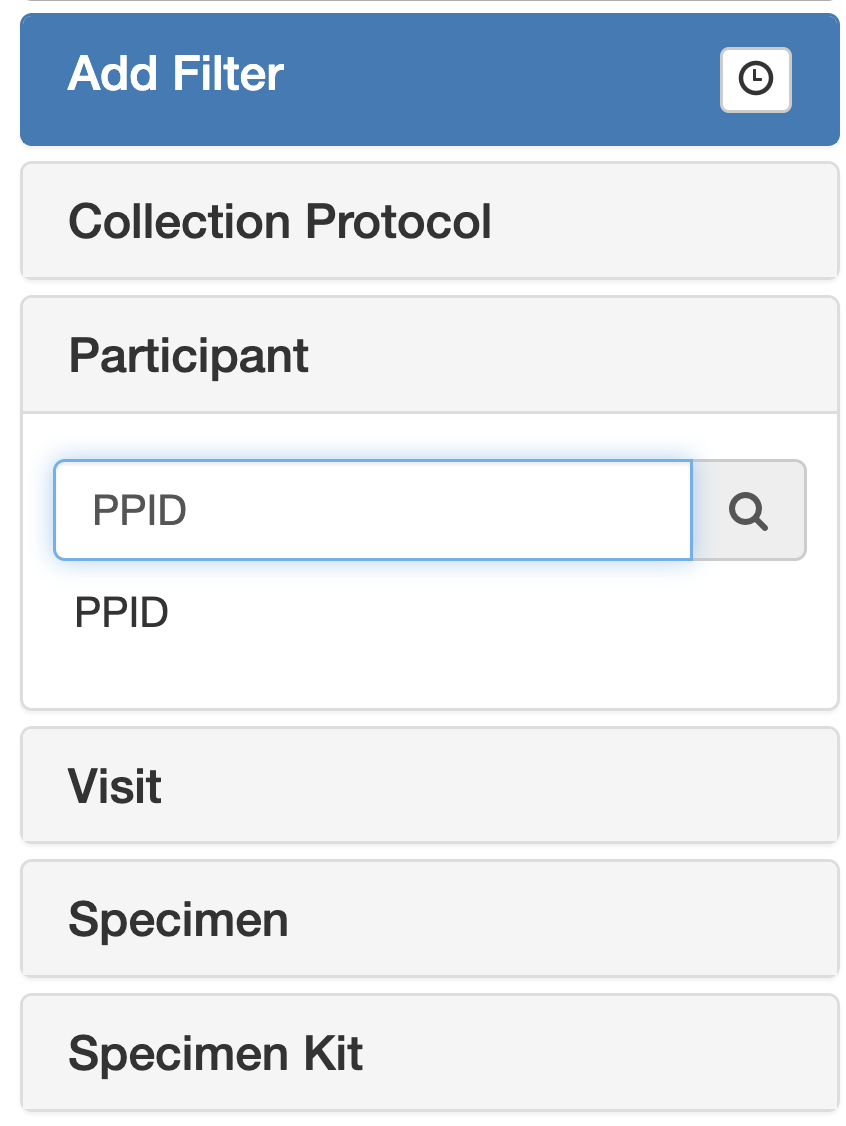 Add Filter
Collection Protocol
Participant
PPID
PPID
Visit
Specimen
Specimen Kit